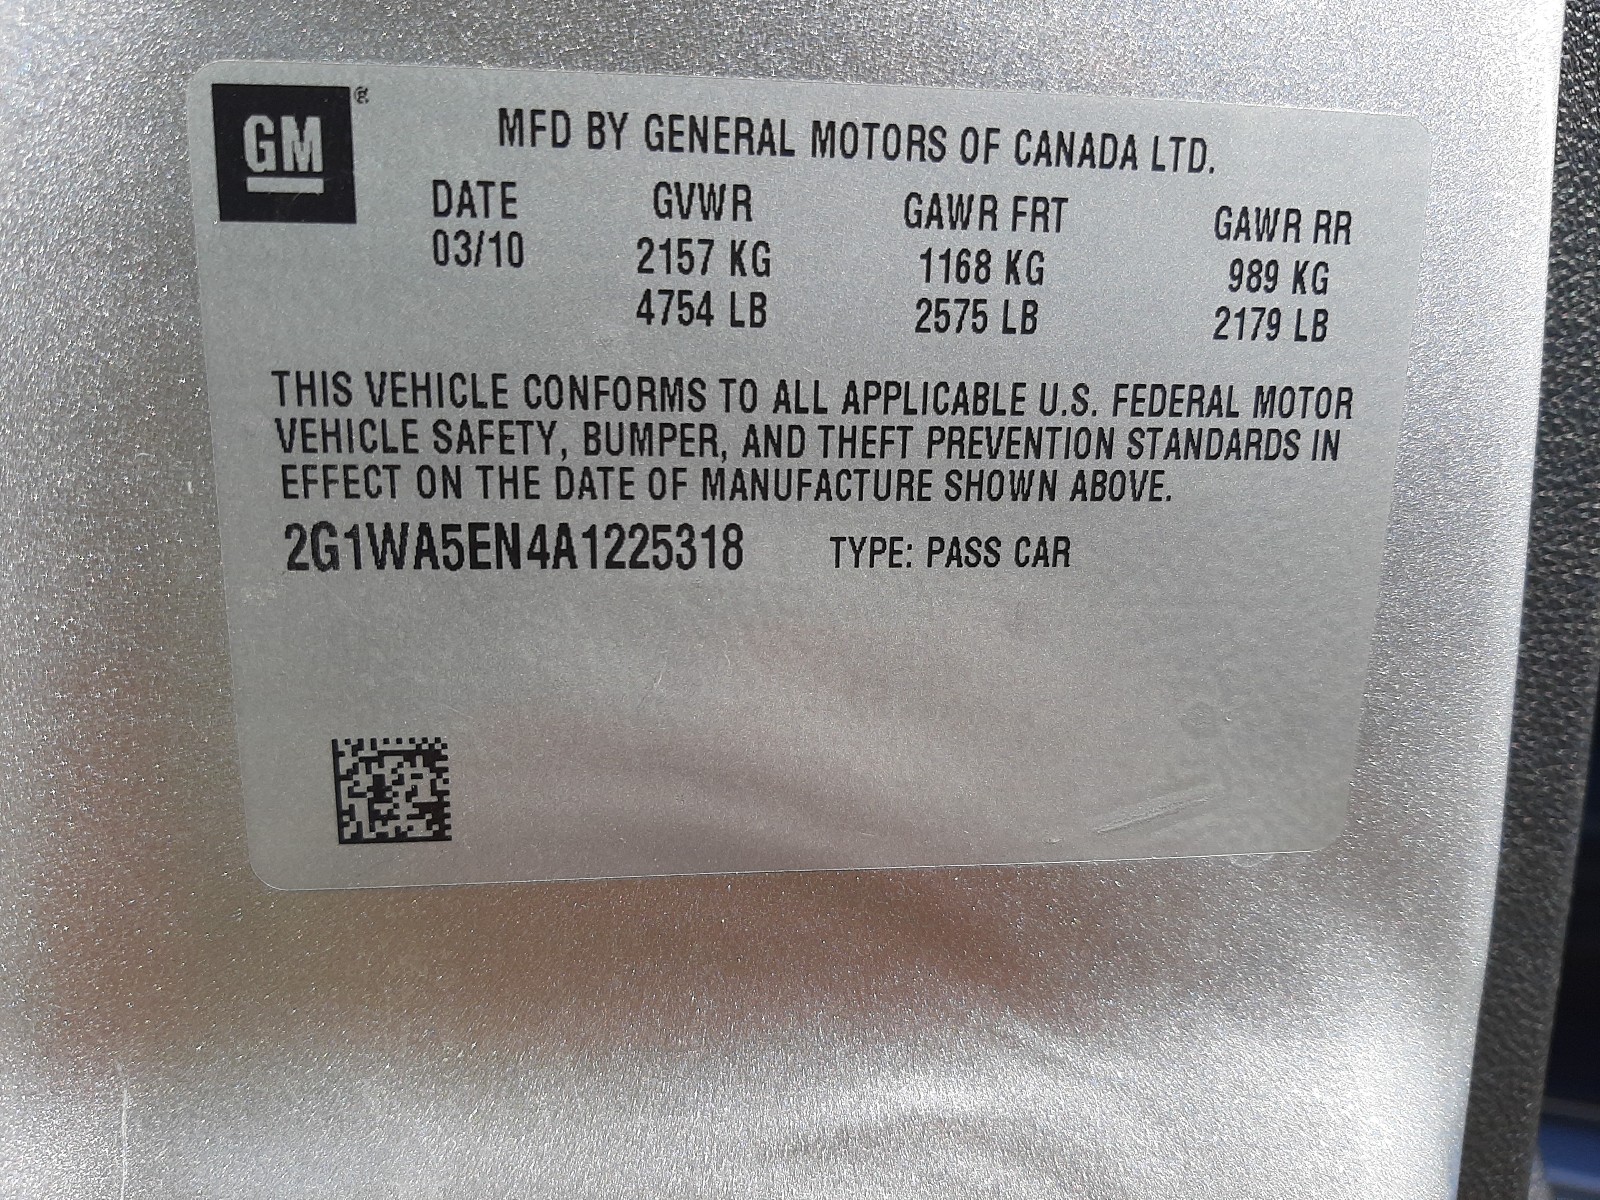 GM ®
MFD BY GENERAL MOTORS OF CANADA LTD.
DATE GVWR GAWR FRT GAWR RR
03/10 2157 KG 1168 KG 989 KG
4754 LB 2575 LB 2179 LB
THIS VEHICLE CONFORMS TO ALL APPLICABLE U.S. FEDERAL MOTOR
VEHICLE SAFETY, BUMPER, AND THEFT PREVENTION STANDARDS IN
EFFECT ON THE DATE OF MANUFACTURE SHOWN ABOVE.
2G1WA5EN4A1225318 TYPE: PASS CAR